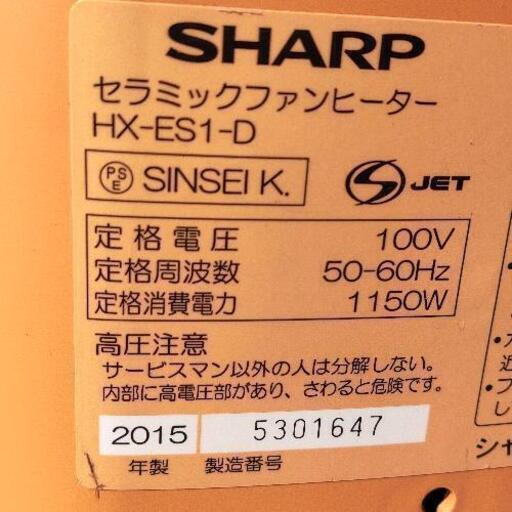 SHARP
セラミックファンヒーター
HX-ES1-D
PSE SINSEI K. S JET
定格電圧 100V
定格周波数 50-60Hz
定格消費電力 1150W
高圧注意
サービスマン以外の人は分解しない。
内部に高電圧部があり、さわると危険です。
2015 5301647
年製 製造番号
シャ